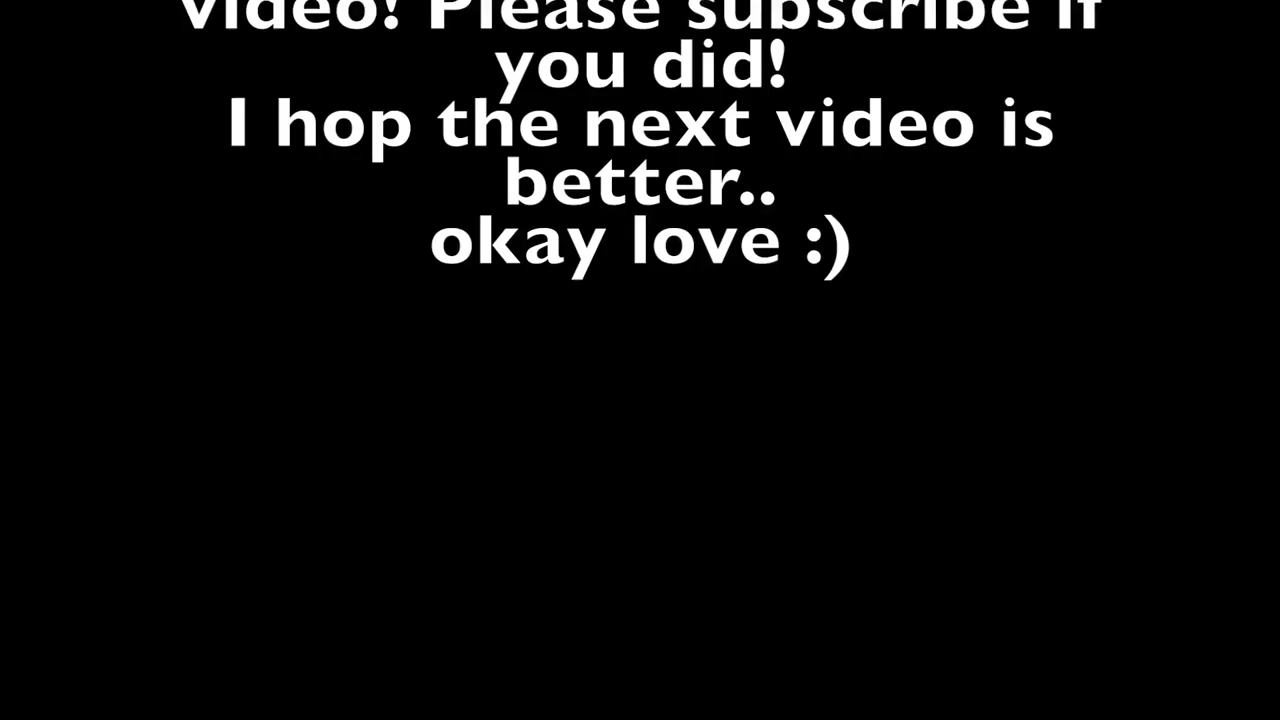 video! Please subscribe if
you did!
I hop the next video is
better..
okay love :)